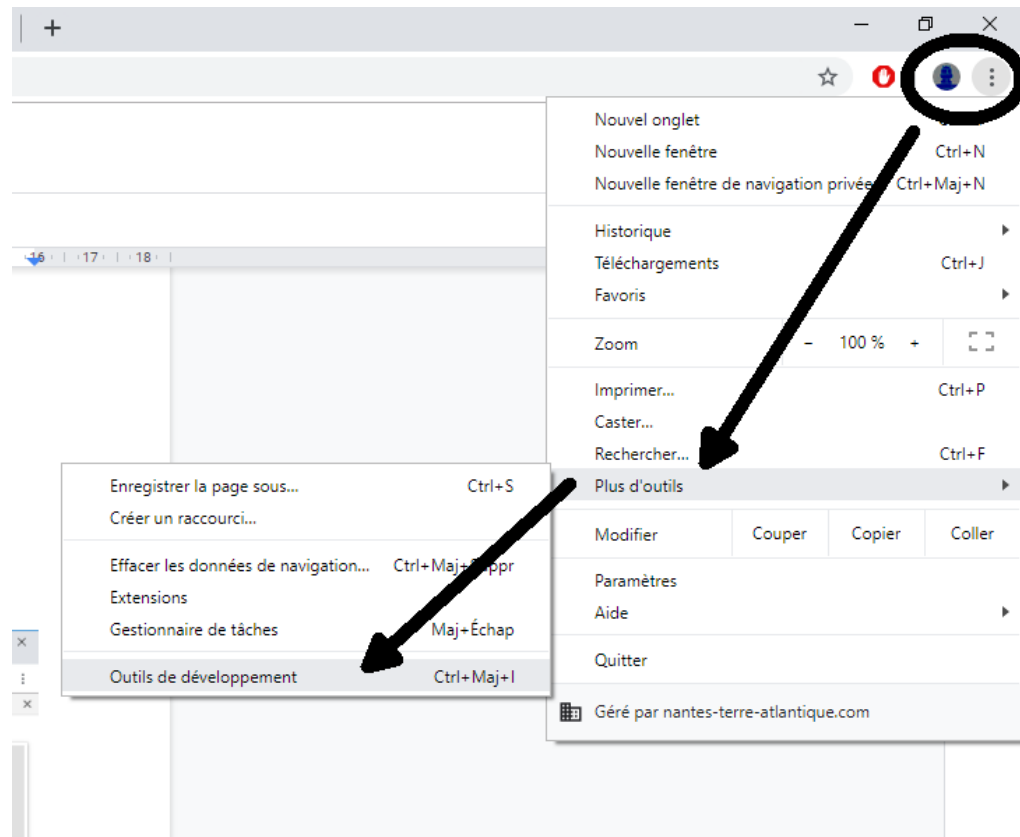 Nouvel onglet
Nouvelle fenêtre Ctrl+N
Nouvelle fenêtre de navigation privée Ctrl+Maj+N
16 17 18
Historique
Téléchargements Ctrl+J
Favoris
Zoom - 100 % +
Imprimer... Ctrl+P
Caster...
Rechercher... Ctrl+F
Plus d'outils
Enregistrer la page sous... Ctrl+S
Créer un raccourci...
Modifier Couper Copier Coller
Effacer les données de navigation... Ctrl+Maj+Suppr
Extensions
Gestionnaire de tâches Maj+Échap
Outils de développement Ctrl+Maj+I
Paramètres
Aide
Quitter
Géré par nantes-terre-atlantique.com